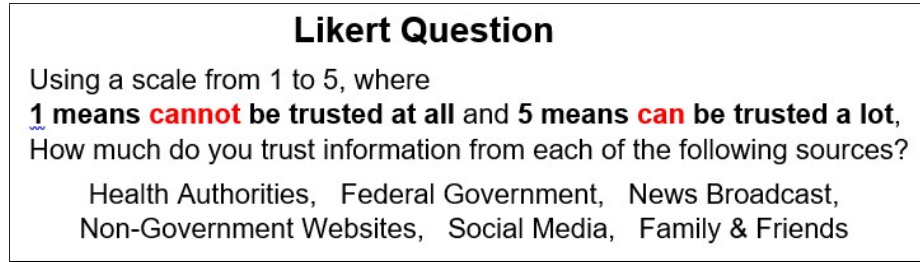 Likert Question
Using a scale from 1 to 5, where
1 means cannot be trusted at all and 5 means can be trusted a lot,
How much do you trust information from each of the following sources?
Health Authorities, Federal Government, News Broadcast,
Non-Government Websites, Social Media, Family & Friends